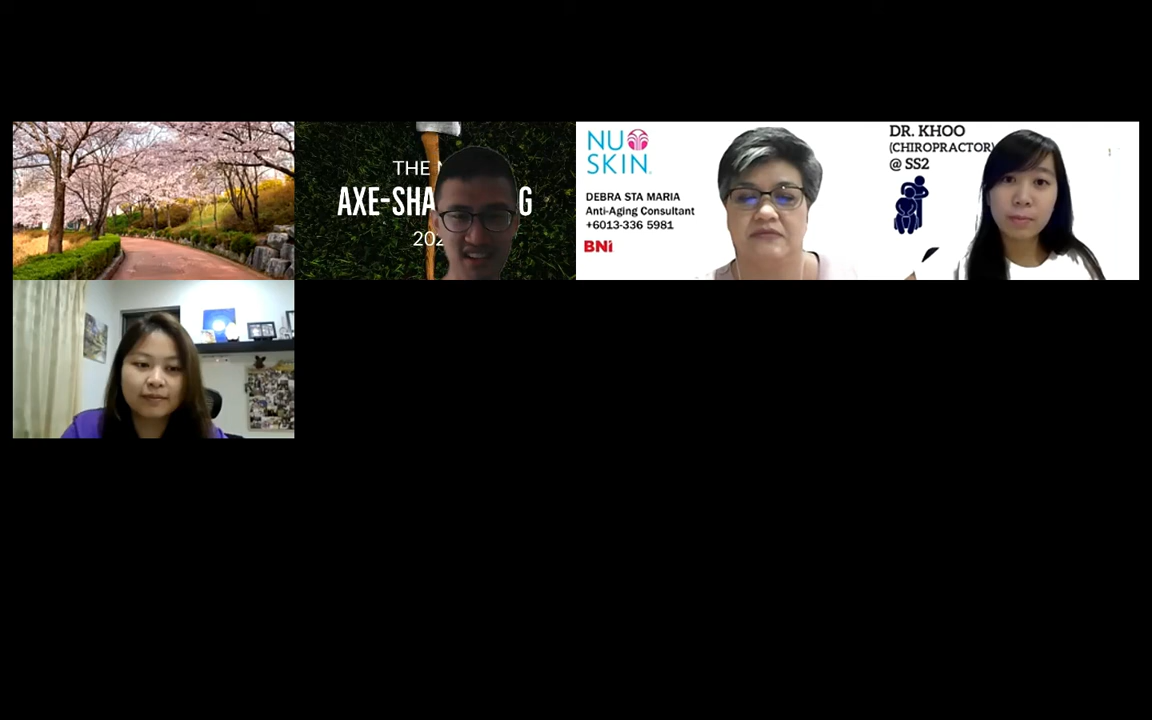 THE
AXE-SHA G
202
NU
SKIN
DEBRA STA MARIA
Anti-Aging Consultant
+6013-336 5981
BNI
DR. KHOO
(CHIROPRACTOR)
@ SS2